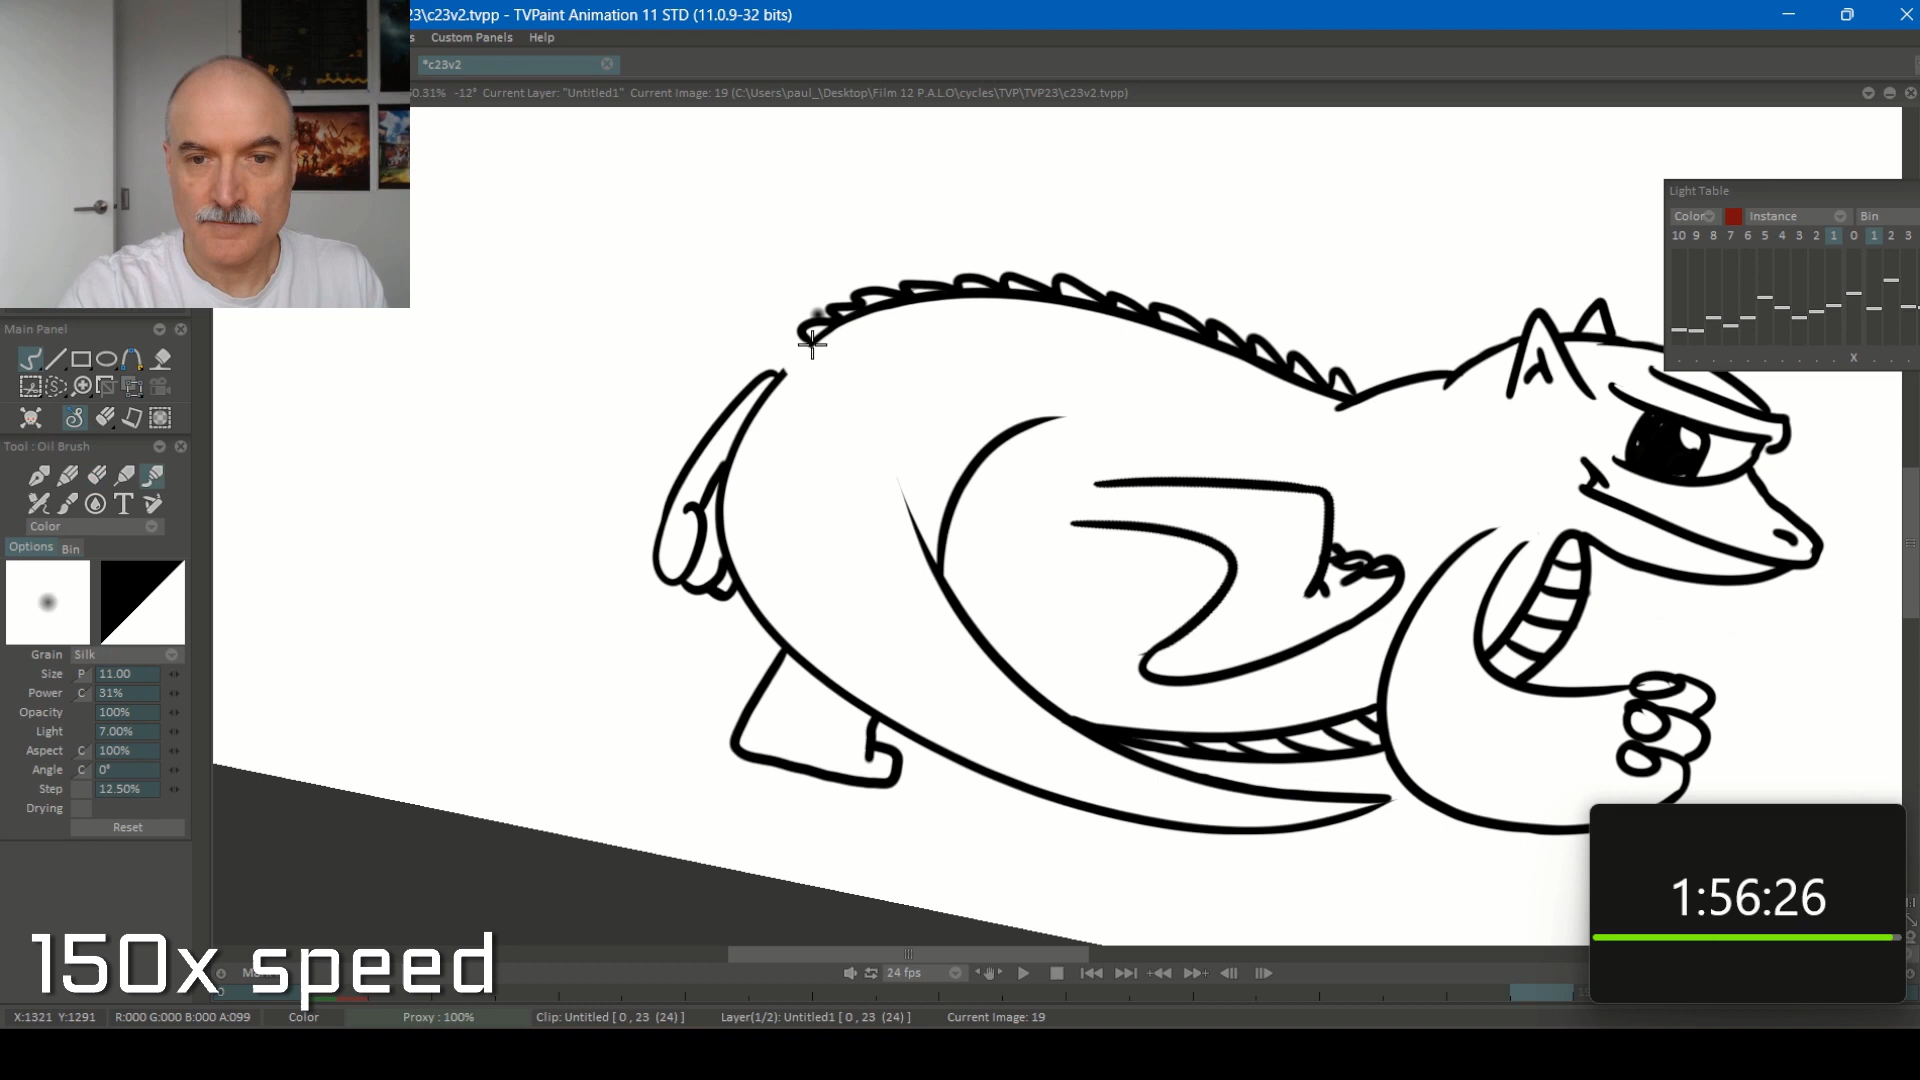 23\c23v2.tvpp - TVPaint Animation 11 STD (11.0.9-32 bits)
s Custom Panels Help
*c23v2
0.31% -12° Current Layer: "Untitled1" Current Image: 19 (C:\Users\paul_\Desktop\Film 12 P.A.L.O\cycles\TVP\TVP23\c23v2.tvpp)
Light Table
Color Instance Bin
10 9 8 7 6 5 4 3 2 1 0 1 2 3
X
Main Panel
Tool : Oil Brush
Color
Options Bin
Grain Silk
Size P 11.00
Power C 31%
Opacity 100%
Light 7.00%
Aspect C 100%
Angle C 0°
Step 12.50%
Drying
Reset
1:56:26
150x speed
24 fps
0
X:1321 Y:1291 R:000 G:000 B:000 A:099 Color Proxy : 100% Clip: Untitled [ 0 , 23 (24) ] Layer(1/2): Untitled1 [ 0 , 23 (24) ] Current Image: 19